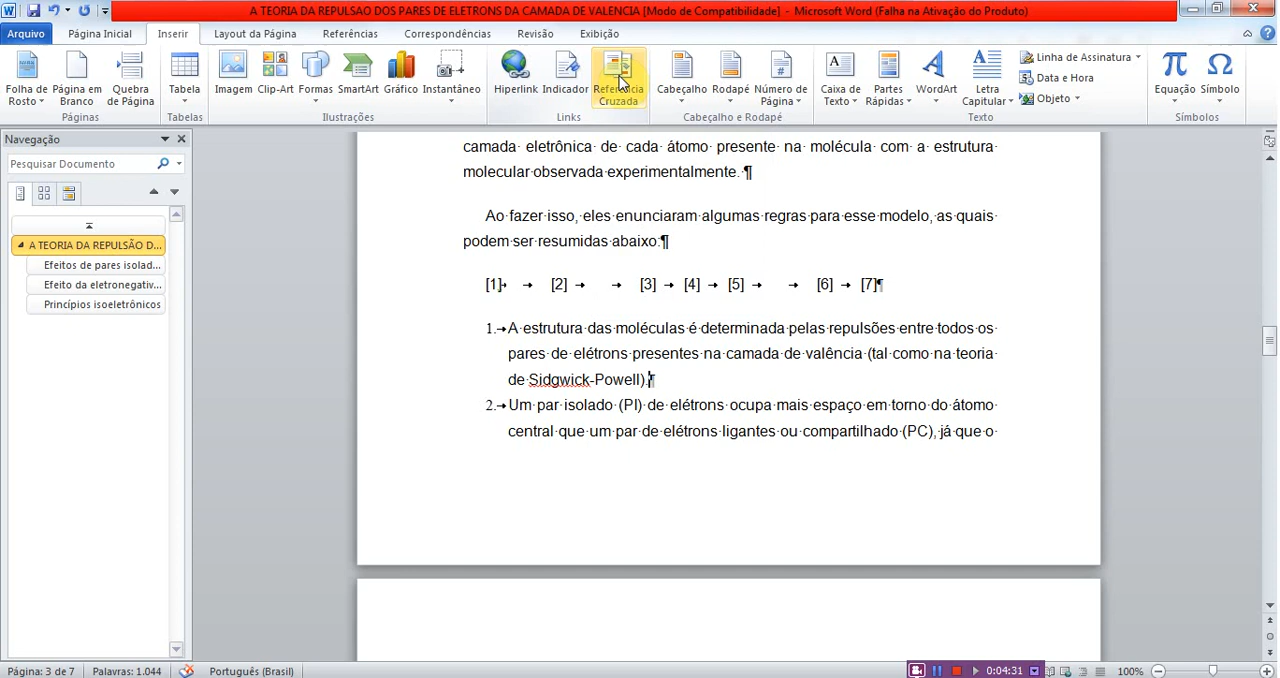 A TEORIA DA REPULSAO DOS PARES DE ELETRONS DA CAMADA DE VALENCIA [Modo de Compatibilidade] - Microsoft Word (Falha na Ativação do Produto)
Arquivo Página Inicial Inserir Layout da Página Referências Correspondências Revisão Exibição
Folha de Rosto
Página em Branco
Quebra de Página
Tabela
Imagem
Clip-Art
Formas
SmartArt
Gráfico
Instantâneo
Hiperlink
Indicador
Referência Cruzada
Cabeçalho
Rodapé
Número de Página
Caixa de Texto
Partes Rápidas
WordArt
Letra Capitular
Linha de Assinatura
Data e Hora
Objeto
Equação
Símbolo
Páginas Tabelas Ilustrações Links Cabeçalho e Rodapé Texto Símbolos
Navegação
Pesquisar Documento
A TEORIA DA REPULSÃO D...
Efeitos de pares isolad...
Efeito da eletronegativ...
Princípios isoeletrônicos
camada eletrônica de cada átomo presente na molécula com a estrutura
molecular observada experimentalmente. ¶
Ao fazer isso, eles enunciaram algumas regras para esse modelo, as quais
podem ser resumidas abaixo:¶
[1]→ → [2] → → [3] → [4] → [5] → → [6] → [7]¶
1.→A estrutura das moléculas é determinada pelas repulsões entre todos os
pares de elétrons presentes na camada de valência (tal como na teoria
de Sidgwick-Powell).¶
2.→Um par isolado (PI) de elétrons ocupa mais espaço em torno do átomo
central que um par de elétrons ligantes ou compartilhado (PC), já que o
Página: 3 de 7 Palavras: 1.044 Português (Brasil) 0:04:31 100%